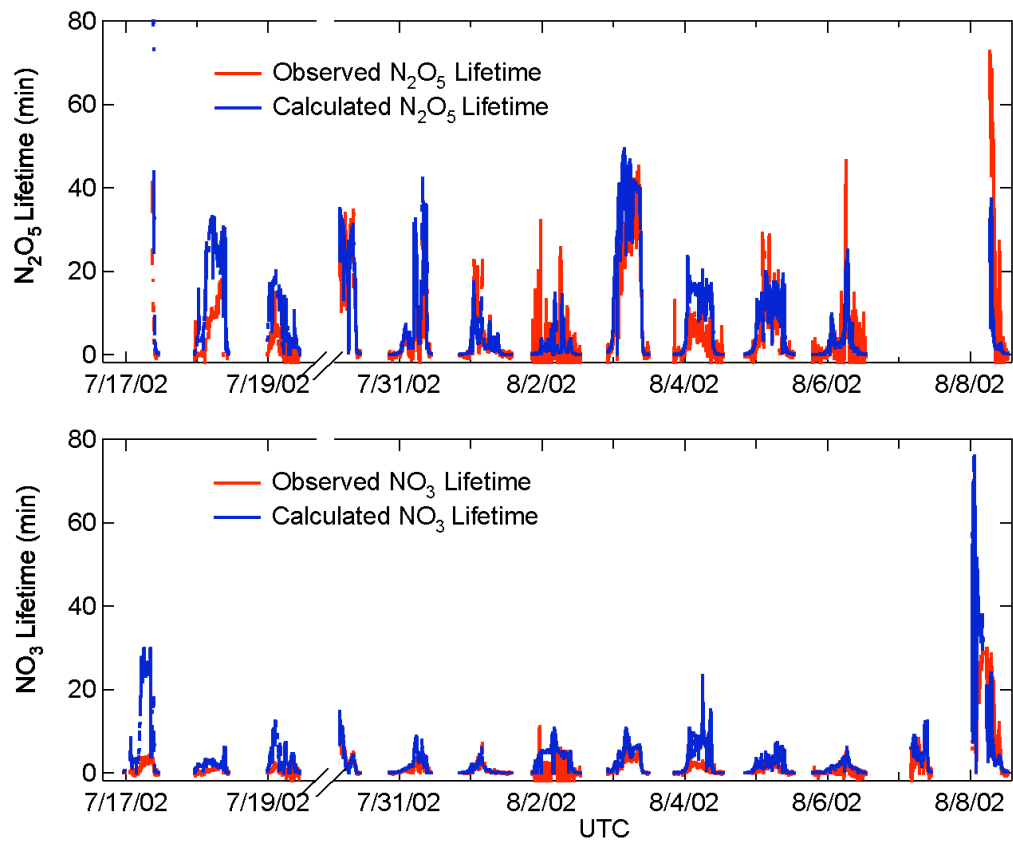 80
60
40
20
0
N₂O₅ Lifetime (min)
Observed N₂O₅ Lifetime
Calculated N₂O₅ Lifetime
7/17/02 7/19/02 7/31/02 8/2/02 8/4/02 8/6/02 8/8/02
80
60
40
20
0
NO₃ Lifetime (min)
Observed NO₃ Lifetime
Calculated NO₃ Lifetime
7/17/02 7/19/02 7/31/02 8/2/02 8/4/02 8/6/02 8/8/02
UTC